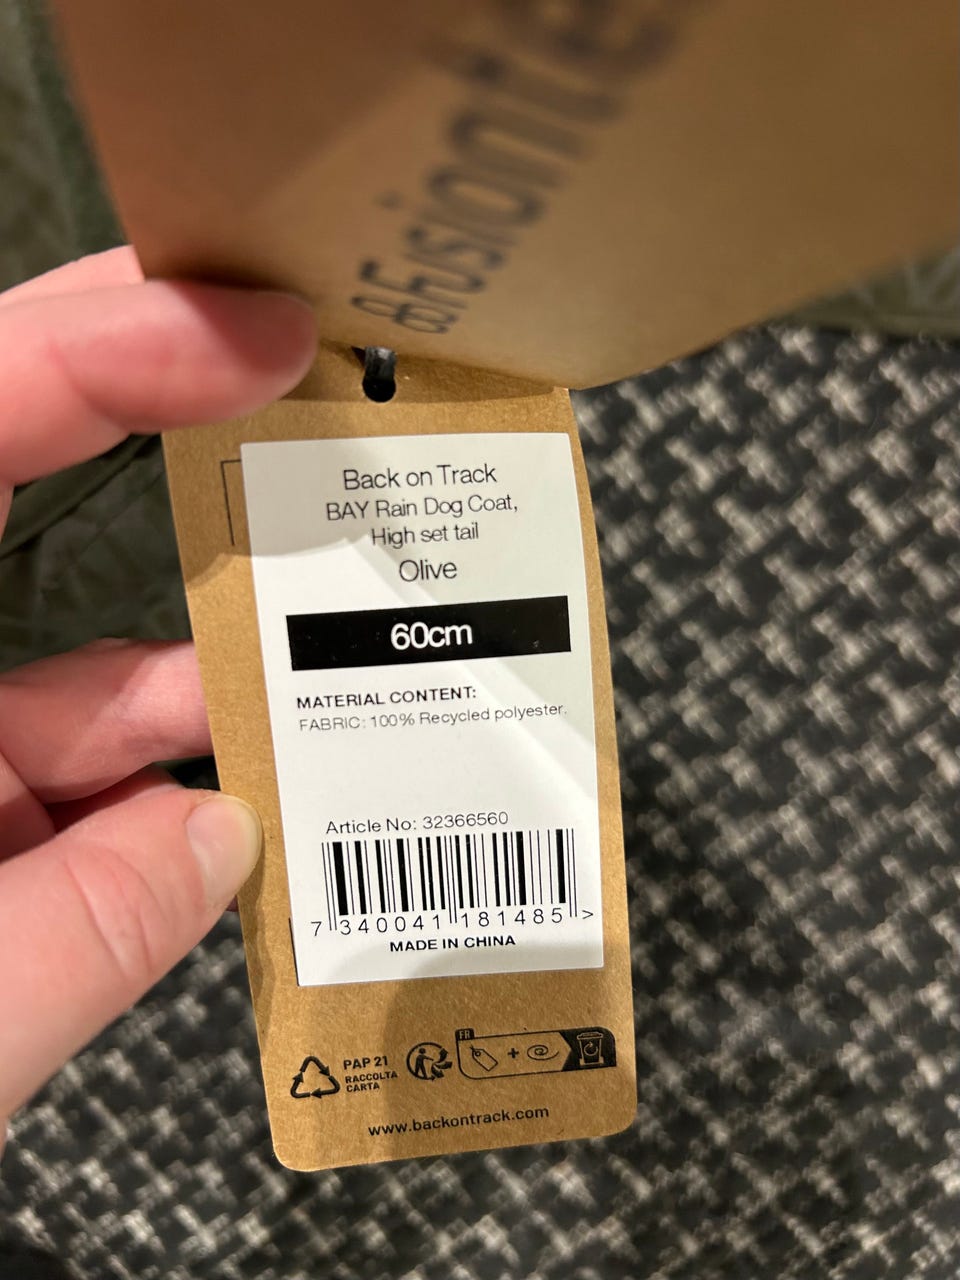 Fusionte
Back on Track
BAY Rain Dog Coat,
High set tail
Olive
60cm
MATERIAL CONTENT:
FABRIC: 100% Recycled polyester.
Article No: 32366560
7 340041 181485 >
MADE IN CHINA
PAP 21
RACCOLTA
CARTA
FR
www.backontrack.com